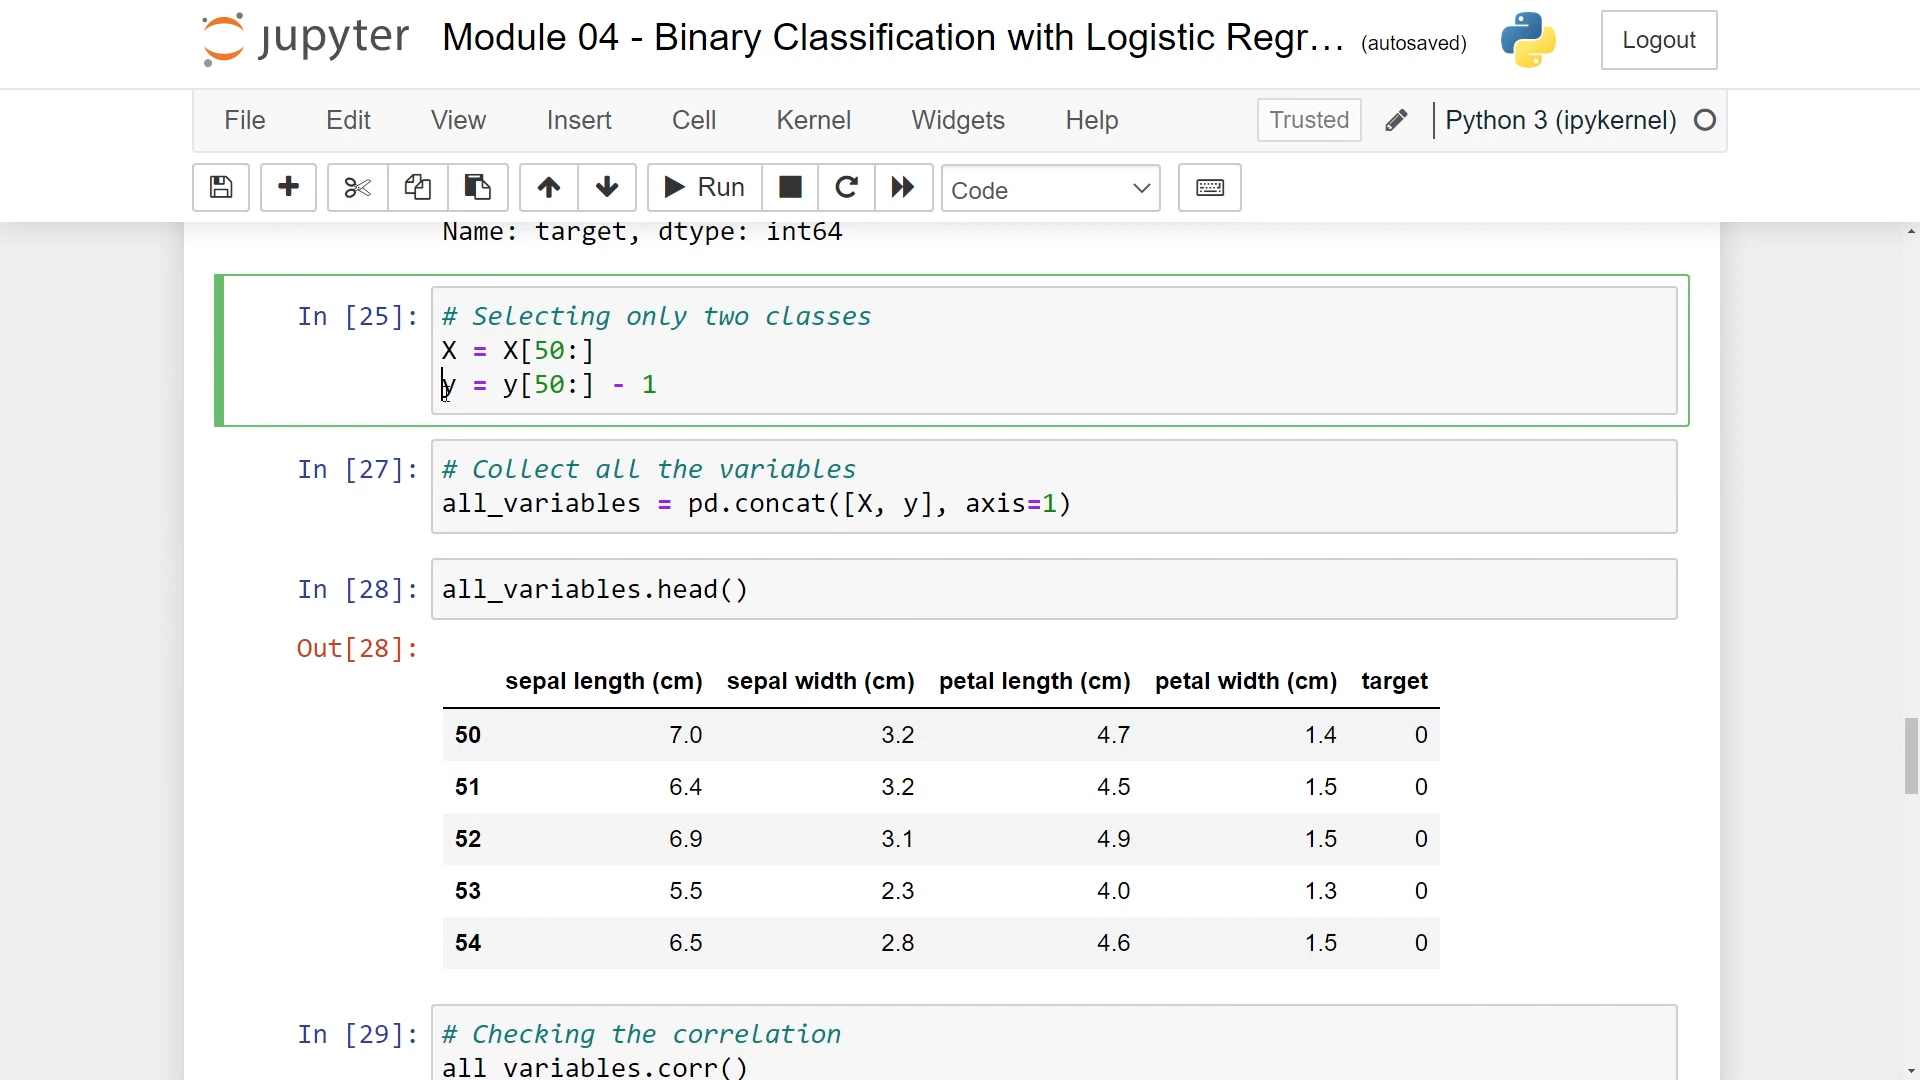 jupyter Module 04 - Binary Classification with Logistic Regr... (autosaved) Logout
File Edit View Insert Cell Kernel Widgets Help Trusted Python 3 (ipykernel)
Run Code
Name: target, dtype: int64
In [25]: # Selecting only two classes
X = X[50:]
y = y[50:] - 1
In [27]: # Collect all the variables
all_variables = pd.concat([X, y], axis=1)
In [28]: all_variables.head()
Out[28]:
sepal length (cm) sepal width (cm) petal length (cm) petal width (cm) target
50 7.0 3.2 4.7 1.4 0
51 6.4 3.2 4.5 1.5 0
52 6.9 3.1 4.9 1.5 0
53 5.5 2.3 4.0 1.3 0
54 6.5 2.8 4.6 1.5 0
In [29]: # Checking the correlation
all_variables.corr()